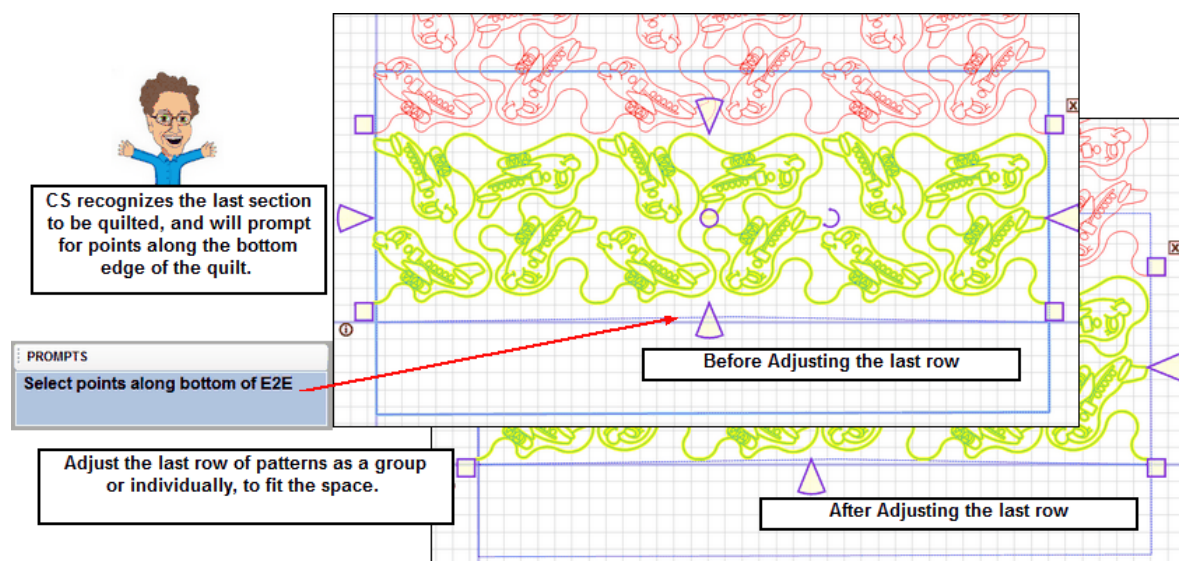 CS recognizes the last section
to be quilted, and will prompt
for points along the bottom
edge of the quilt.
PROMPTS
Select points along bottom of E2E
Before Adjusting the last row
Adjust the last row of patterns as a group
or individually, to fit the space.
After Adjusting the last row